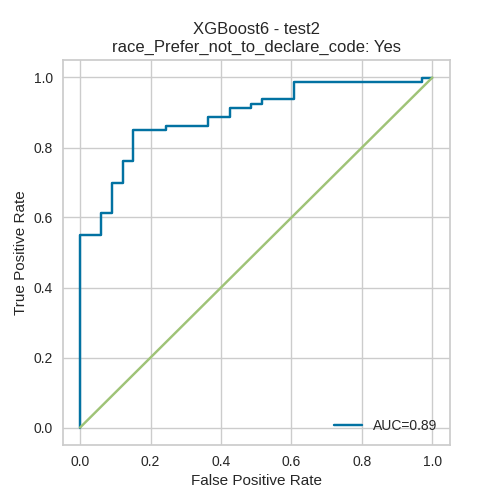 XGBoost6 - test2
race_Prefer_not_to_declare_code: Yes
True Positive Rate
1.0
0.8
0.6
0.4
0.2
0.0
AUC=0.89
0.0 0.2 0.4 0.6 0.8 1.0
False Positive Rate